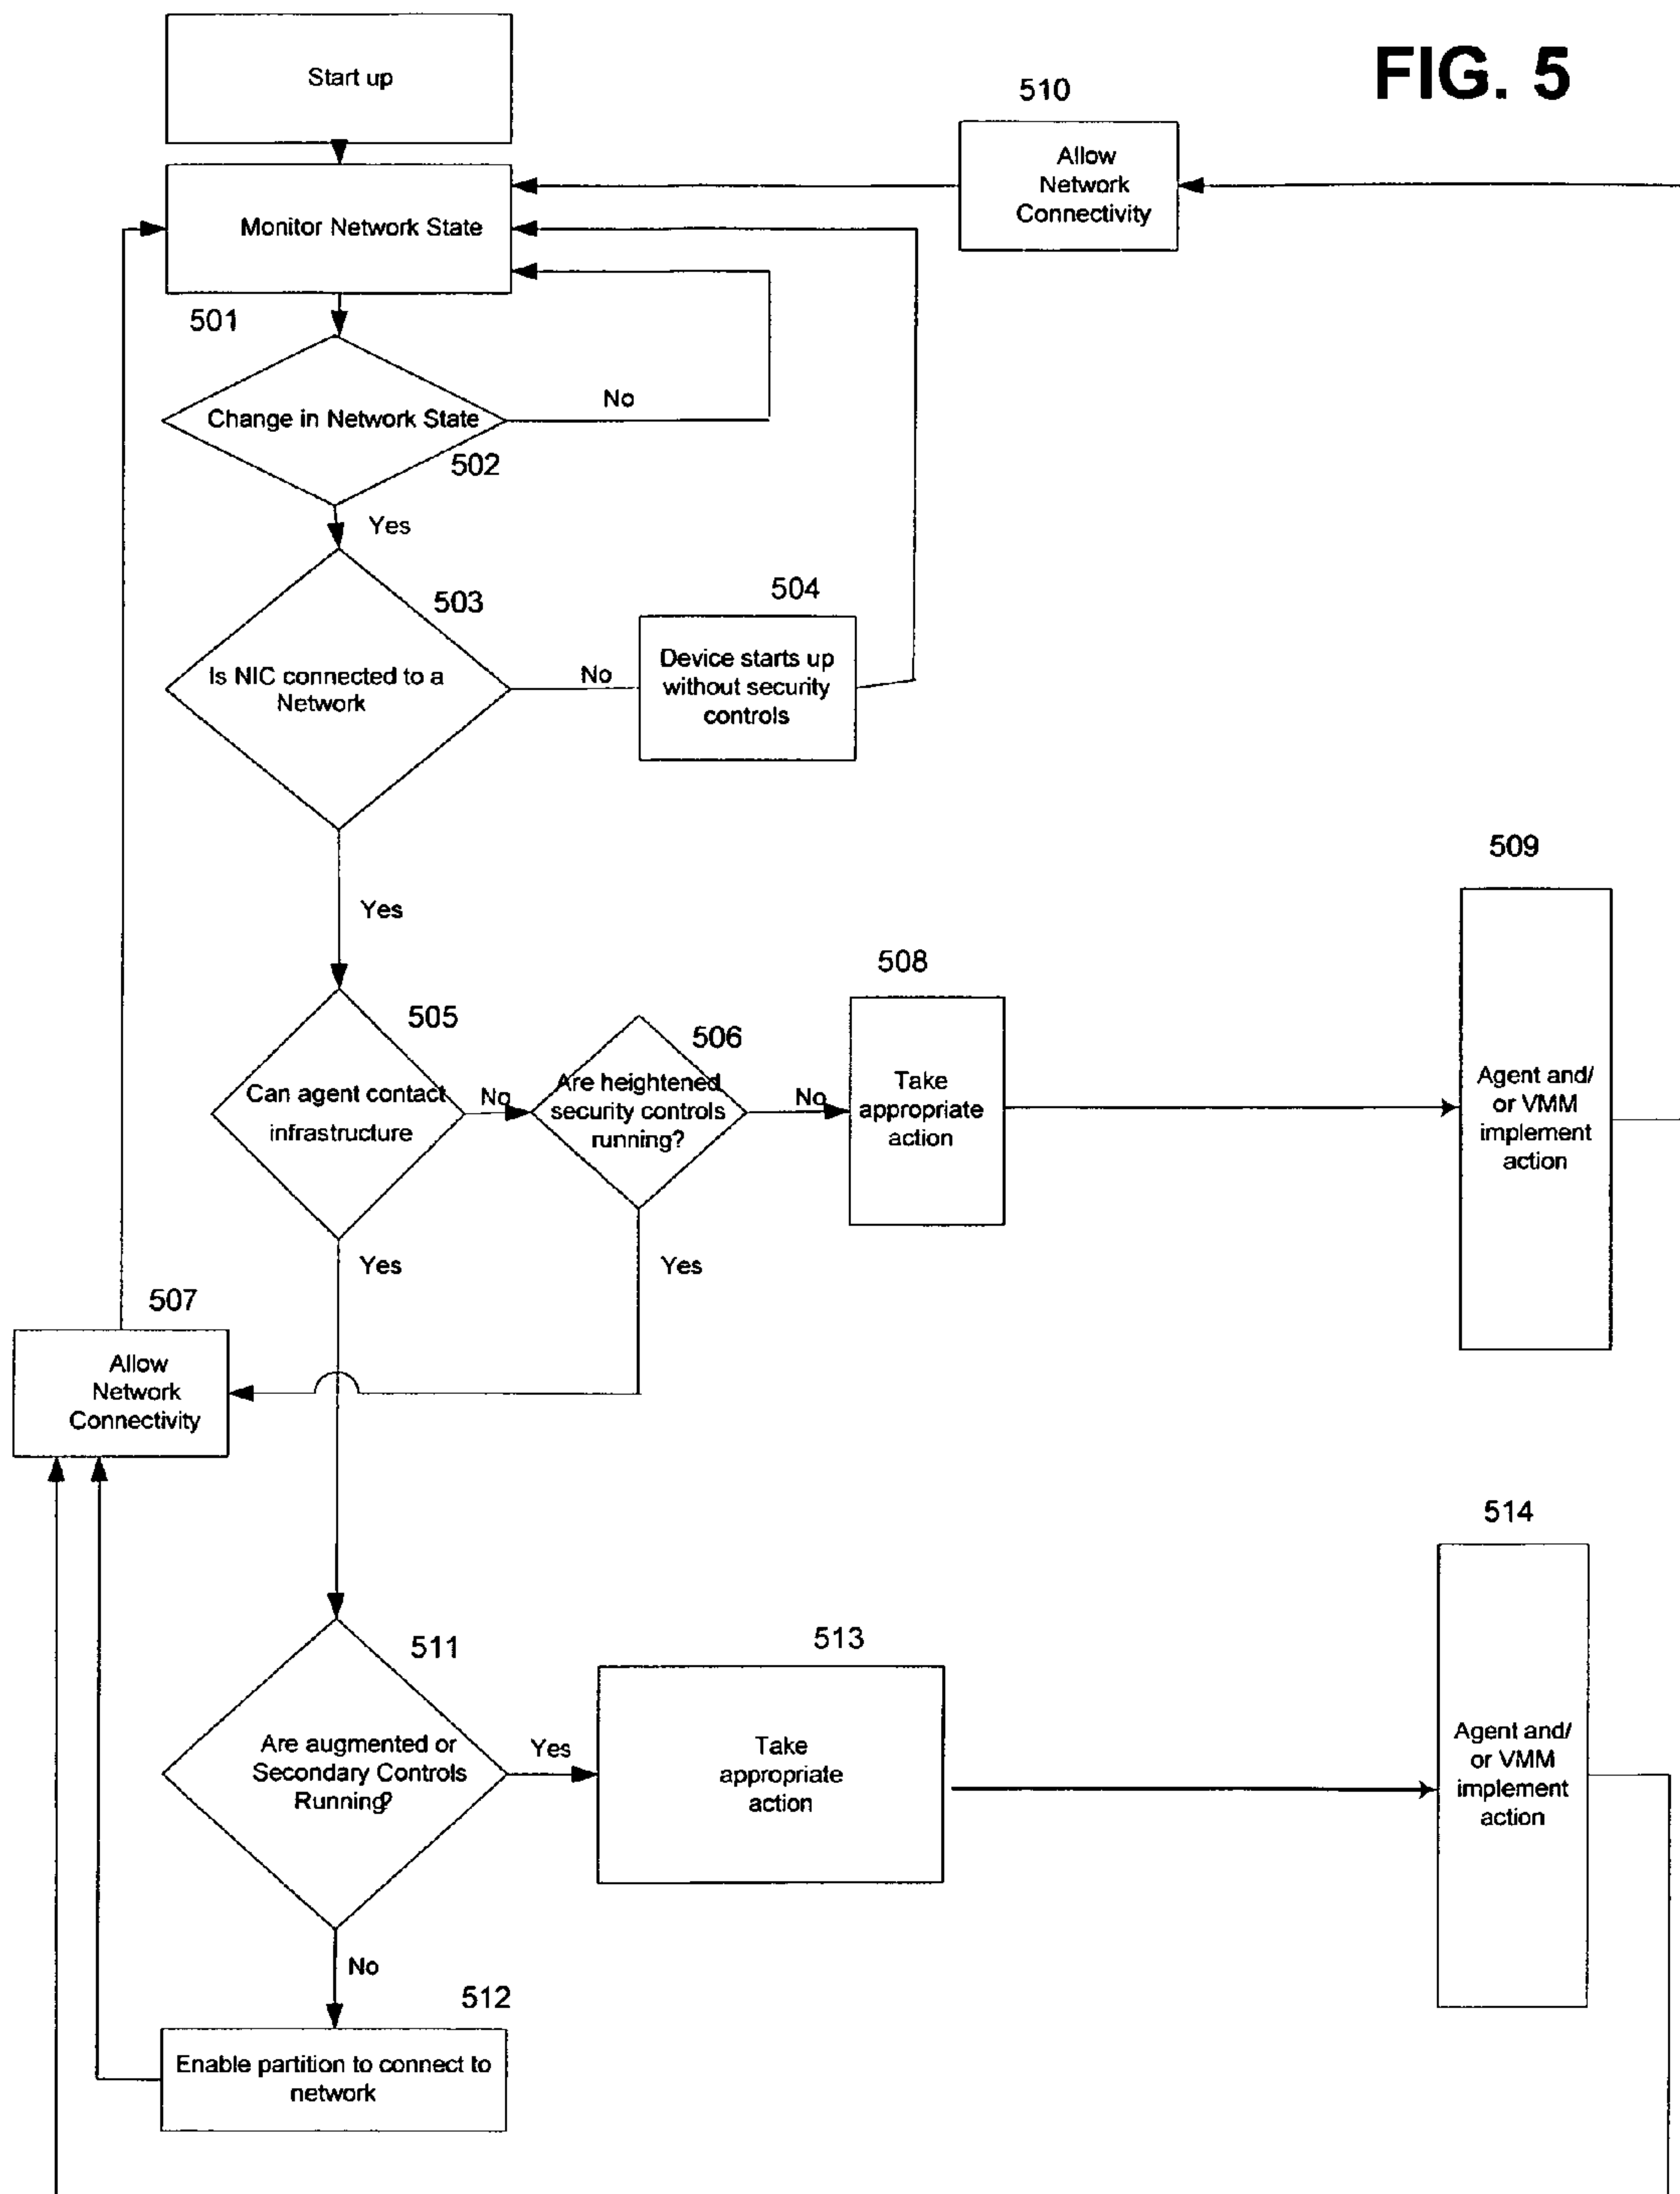 FIG. 5
Start up
510
Allow
Network
Connectivity
Monitor Network State
501
Change in Network State
No
502
Yes
503
504
Is NIC connected to a
Network
No
Device starts up
without security
controls
Yes
509
508
505
506
Can agent contact
infrastructure
No
Are heightened
security controls
running?
No
Take
appropriate
action
Agent and/
or VMM
implement
action
Yes
Yes
507
Allow
Network
Connectivity
514
511
513
Are augmented or
Secondary Controls
Running?
Yes
Take
appropriate
action
Agent and/
or VMM
implement
action
No
512
Enable partition to connect to
network